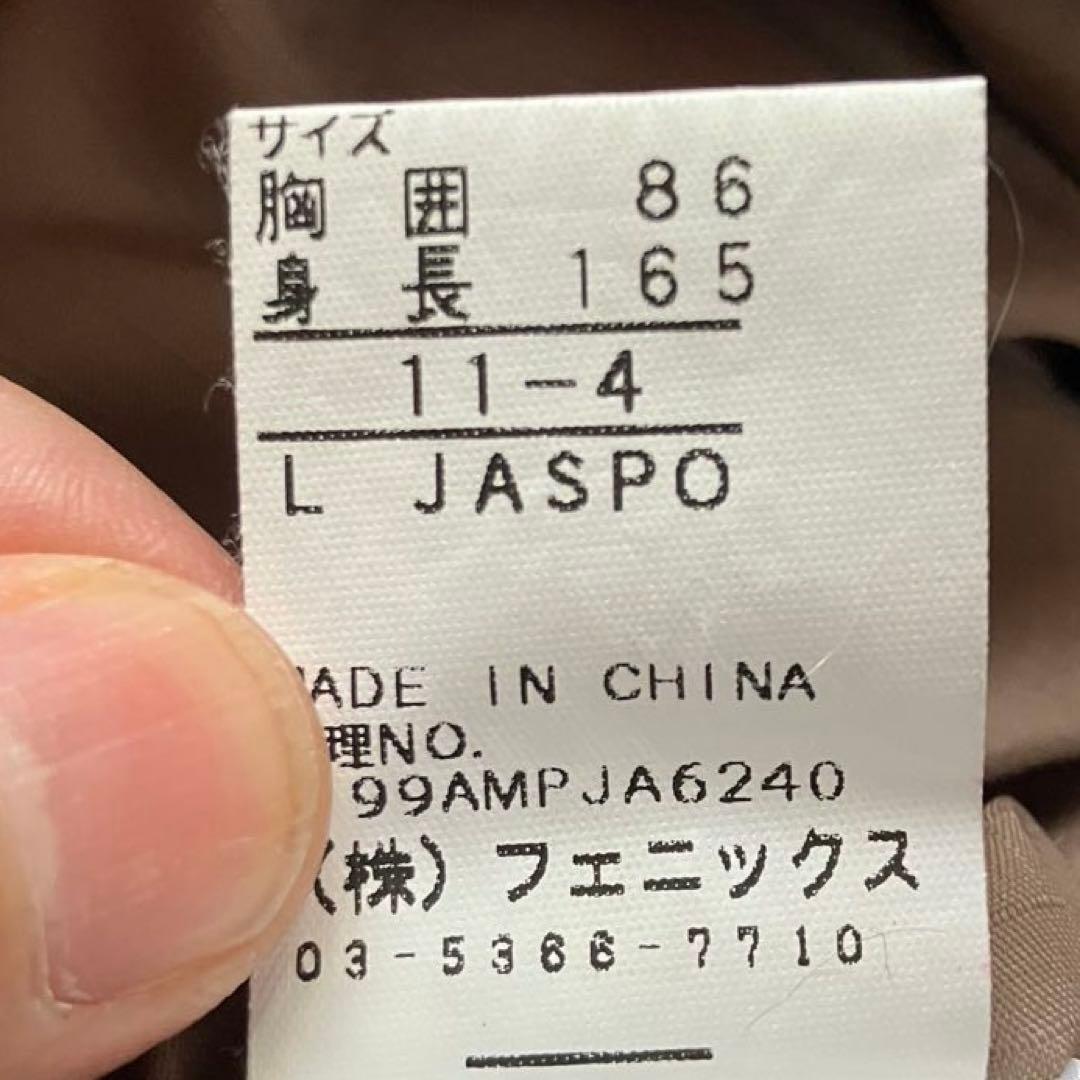 サイズ
胸 囲 86
身 長 165
11-4
L JASPO
MADE IN CHINA
理NO.
99AMPJA6240
(株)フェニックス
03-5366-7710